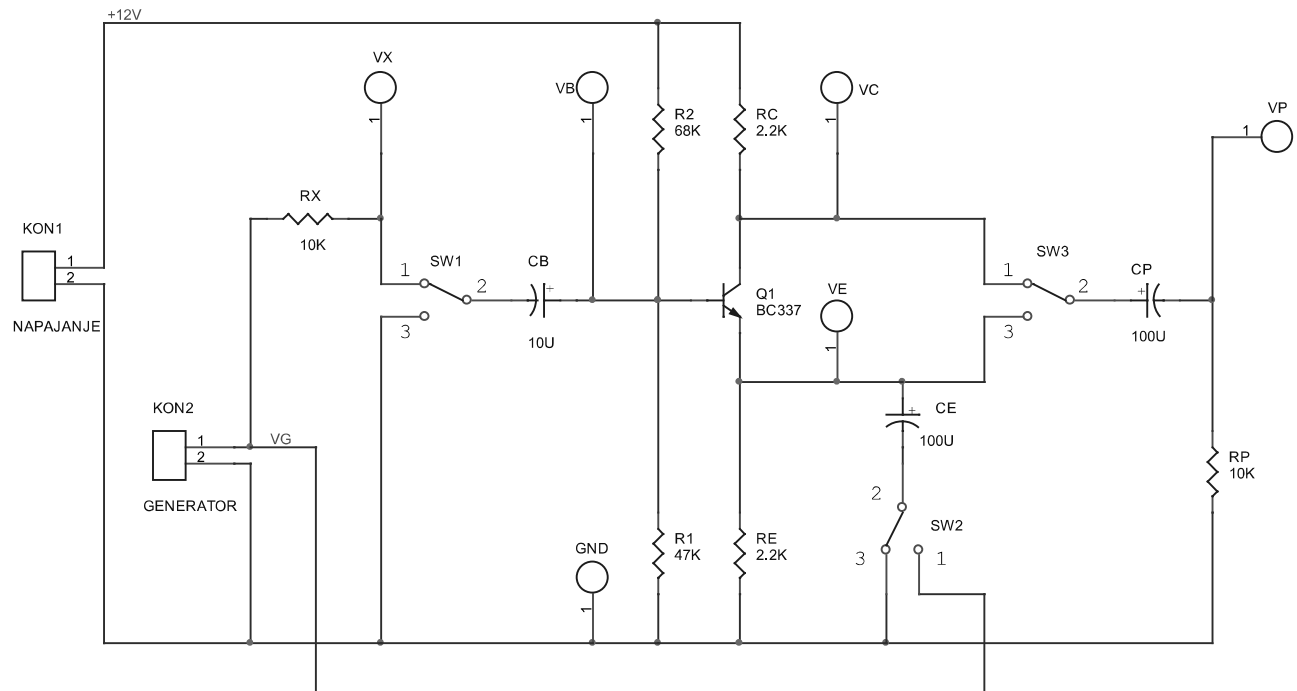 +12V
VX
VB
VC
VP
1
1
1
1
R2
68K
RC
2.2K
RX
10K
KON1
1
2
NAPAJANJE
1
SW1
2
3
CB
+
10U
Q1
BC337
VE
1
1
SW3
2
3
CP
+
100U
KON2
1
2
VG
GENERATOR
CE
+
100U
RP
10K
2
SW2
3
1
GND
1
R1
47K
RE
2.2K